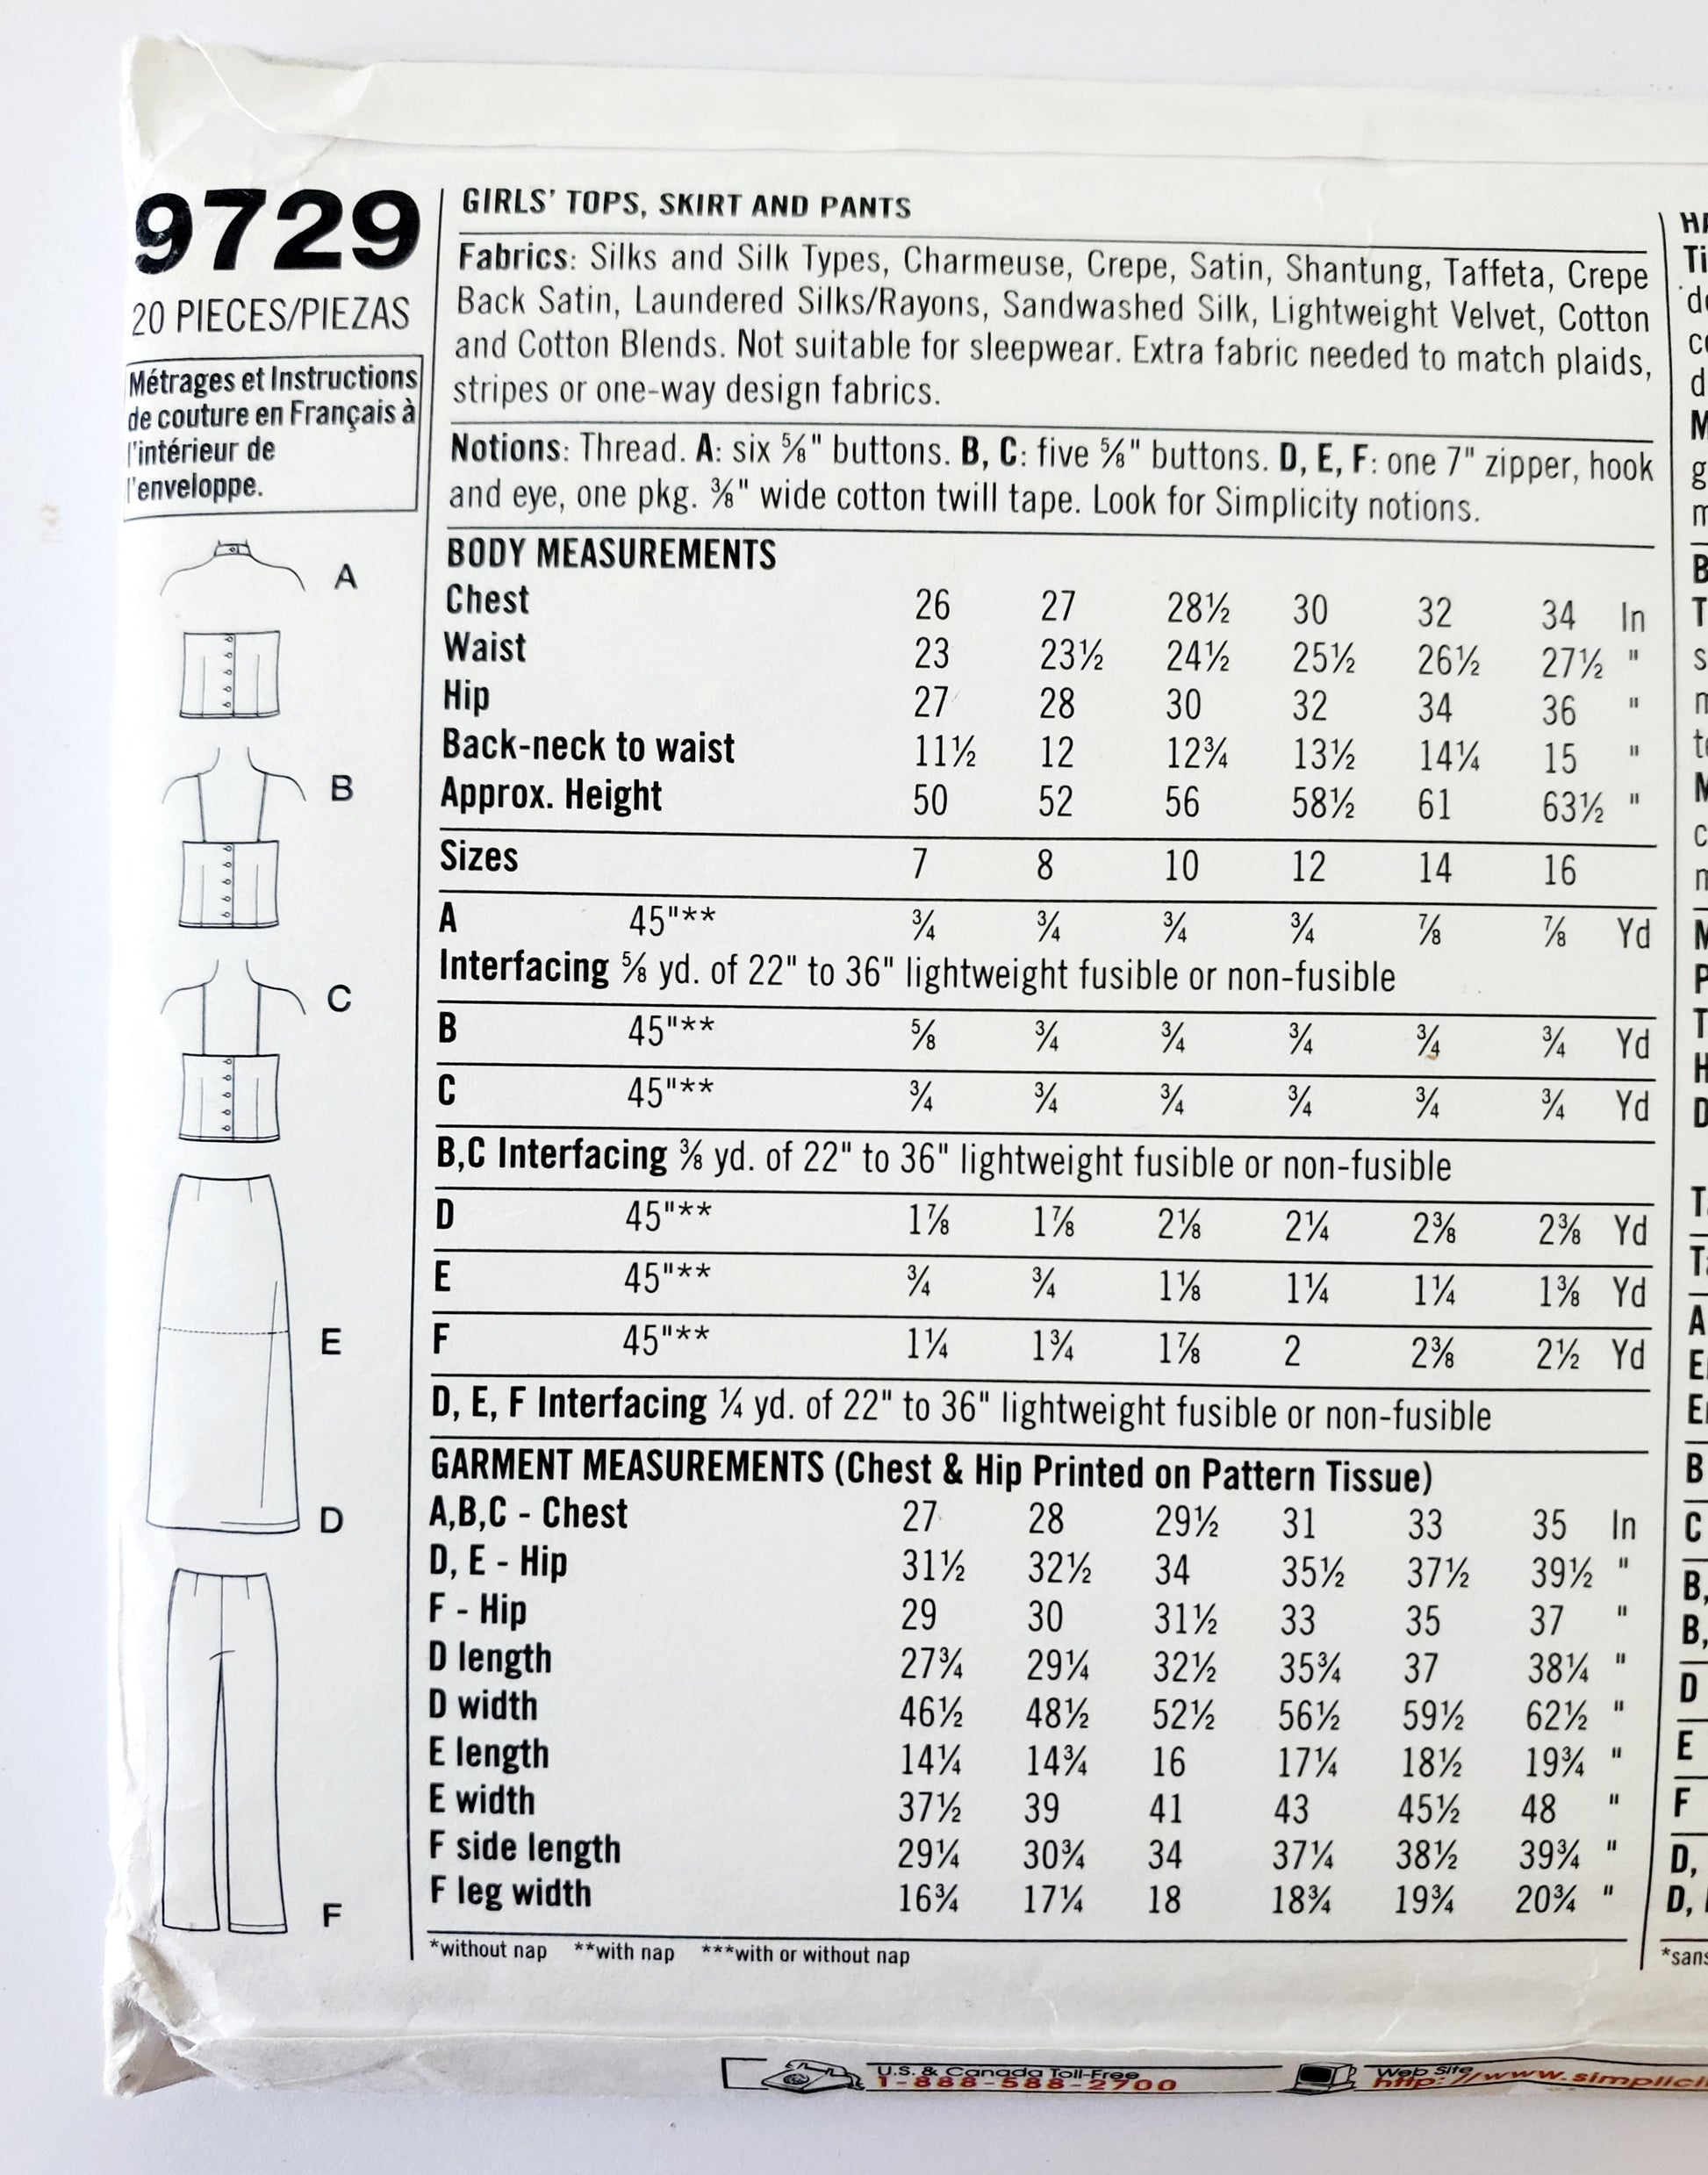 9729
20 PIECES/PIEZAS
Métrages et Instructions
de couture en Français à
l'intérieur de
l'enveloppe.
A
B
C
E
D
F
GIRLS' TOPS, SKIRT AND PANTS
Fabrics: Silks and Silk Types, Charmeuse, Crepe, Satin, Shantung, Taffeta, Crepe
Back Satin, Laundered Silks/Rayons, Sandwashed Silk, Lightweight Velvet, Cotton
and Cotton Blends. Not suitable for sleepwear. Extra fabric needed to match plaids,
stripes or one-way design fabrics.
Notions: Thread. A: six ⅝" buttons. B, C: five ⅝" buttons. D, E, F: one 7" zipper, hook
and eye, one pkg. ⅜" wide cotton twill tape. Look for Simplicity notions.
BODY MEASUREMENTS
Chest 26 27 28½ 30 32 34 In
Waist 23 23½ 24½ 25½ 26½ 27½ "
Hip 27 28 30 32 34 36 "
Back-neck to waist 11½ 12 12¾ 13½ 14¼ 15 "
Approx. Height 50 52 56 58½ 61 63½ "
Sizes 7 8 10 12 14 16
A 45"** ¾ ¾ ¾ ¾ ⅞ ⅞ Yd
Interfacing ⅝ yd. of 22" to 36" lightweight fusible or non-fusible
B 45"** ⅝ ¾ ¾ ¾ ¾ ¾ Yd
C 45"** ¾ ¾ ¾ ¾ ¾ ¾ Yd
B,C Interfacing ⅜ yd. of 22" to 36" lightweight fusible or non-fusible
D 45"** 1⅞ 1⅞ 2⅛ 2¼ 2⅜ 2⅜ Yd
E 45"** ¾ ¾ 1⅛ 1¼ 1¼ 1⅜ Yd
F 45"** 1¼ 1¾ 1⅞ 2 2⅜ 2½ Yd
D, E, F Interfacing ¼ yd. of 22" to 36" lightweight fusible or non-fusible
GARMENT MEASUREMENTS (Chest & Hip Printed on Pattern Tissue)
A,B,C - Chest 27 28 29½ 31 33 35 In
D, E - Hip 31½ 32½ 34 35½ 37½ 39½ "
F - Hip 29 30 31½ 33 35 37 "
D length 27¾ 29¼ 32½ 35¾ 37 38¼ "
D width 46½ 48½ 52½ 56½ 59½ 62½ "
E length 14¼ 14¾ 16 17¼ 18½ 19¾ "
E width 37½ 39 41 43 45½ 48 "
F side length 29¼ 30¾ 34 37¼ 38½ 39¾ "
F leg width 16¾ 17¼ 18 18¾ 19¾ 20¾ "
*without nap **with nap ***with or without nap
U.S. & Canada Toll-Free
1-888-588-2700
Web Site
http://www.simplici